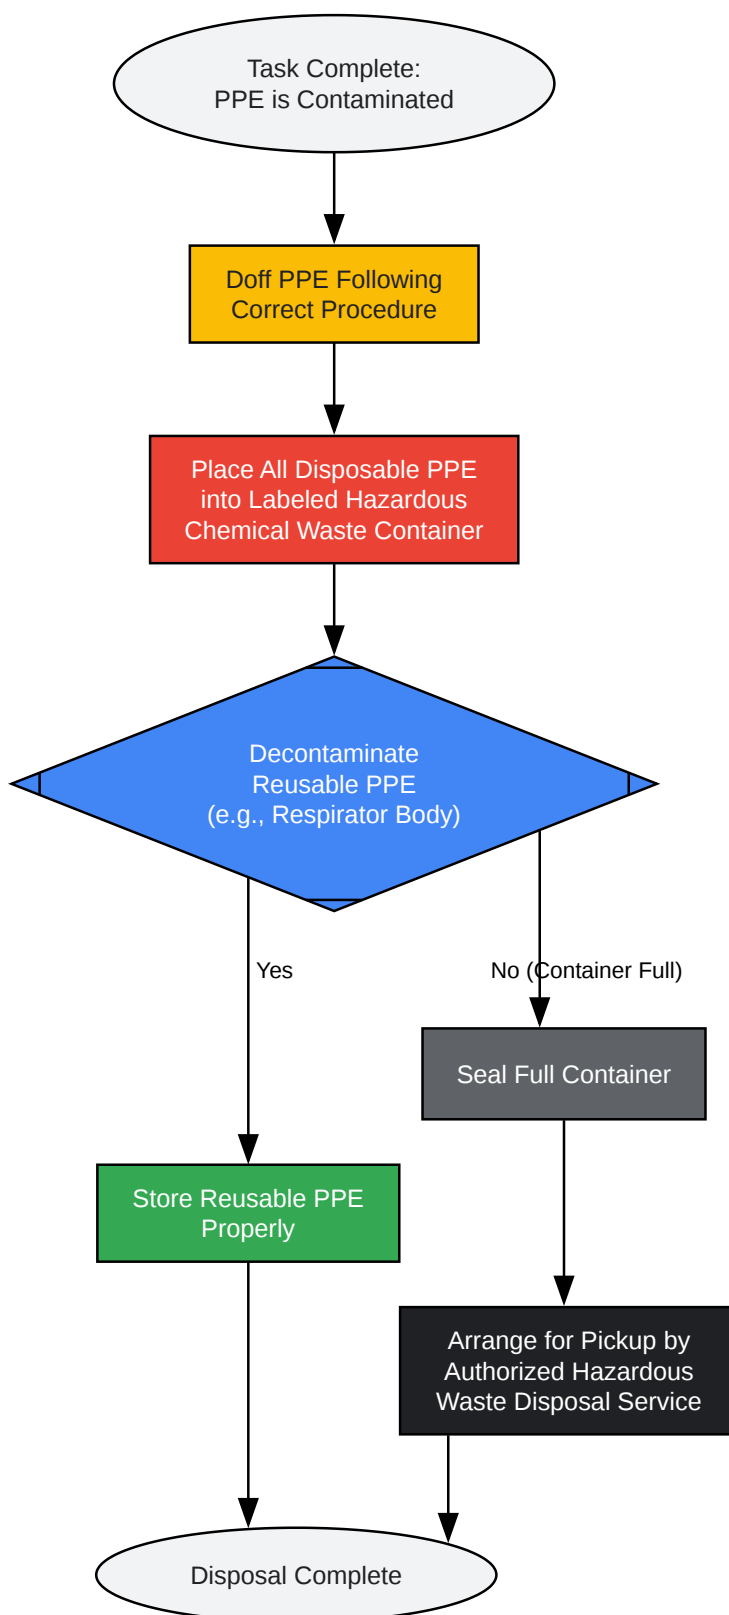 Task Complete:
PPE is Contaminated
Doff PPE Following
Correct Procedure
Place All Disposable PPE
into Labeled Hazardous
Chemical Waste Container
Decontaminate
Reusable PPE
(e.g., Respirator Body)
Yes
No (Container Full)
Seal Full Container
Store Reusable PPE
Properly
Arrange for Pickup by
Authorized Hazardous
Waste Disposal Service
Disposal Complete